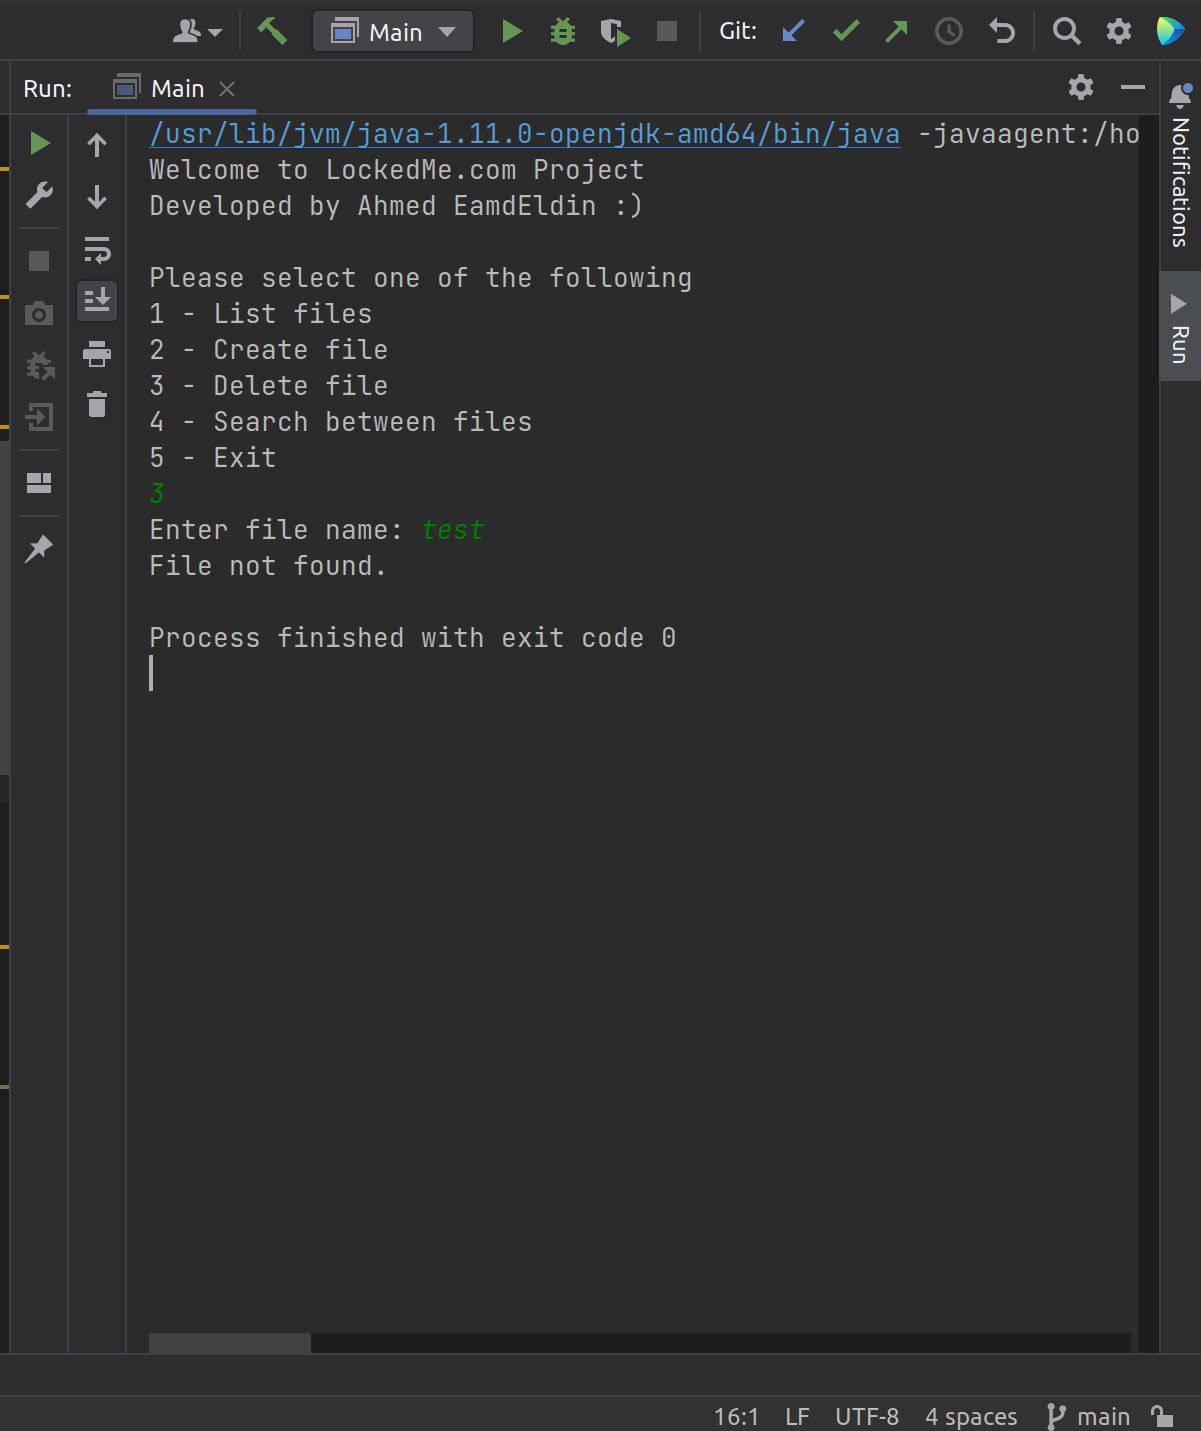 Main
Git:
Run:
Main
/usr/lib/jvm/java-1.11.0-openjdk-amd64/bin/java -javaagent:/ho
Welcome to LockedMe.com Project
Developed by Ahmed EamdEldin :)
Please select one of the following
1 - List files
2 - Create file
3 - Delete file
4 - Search between files
5 - Exit
3
Enter file name: test
File not found.
Process finished with exit code 0
Notifications
Run
16:1 LF UTF-8 4 spaces main